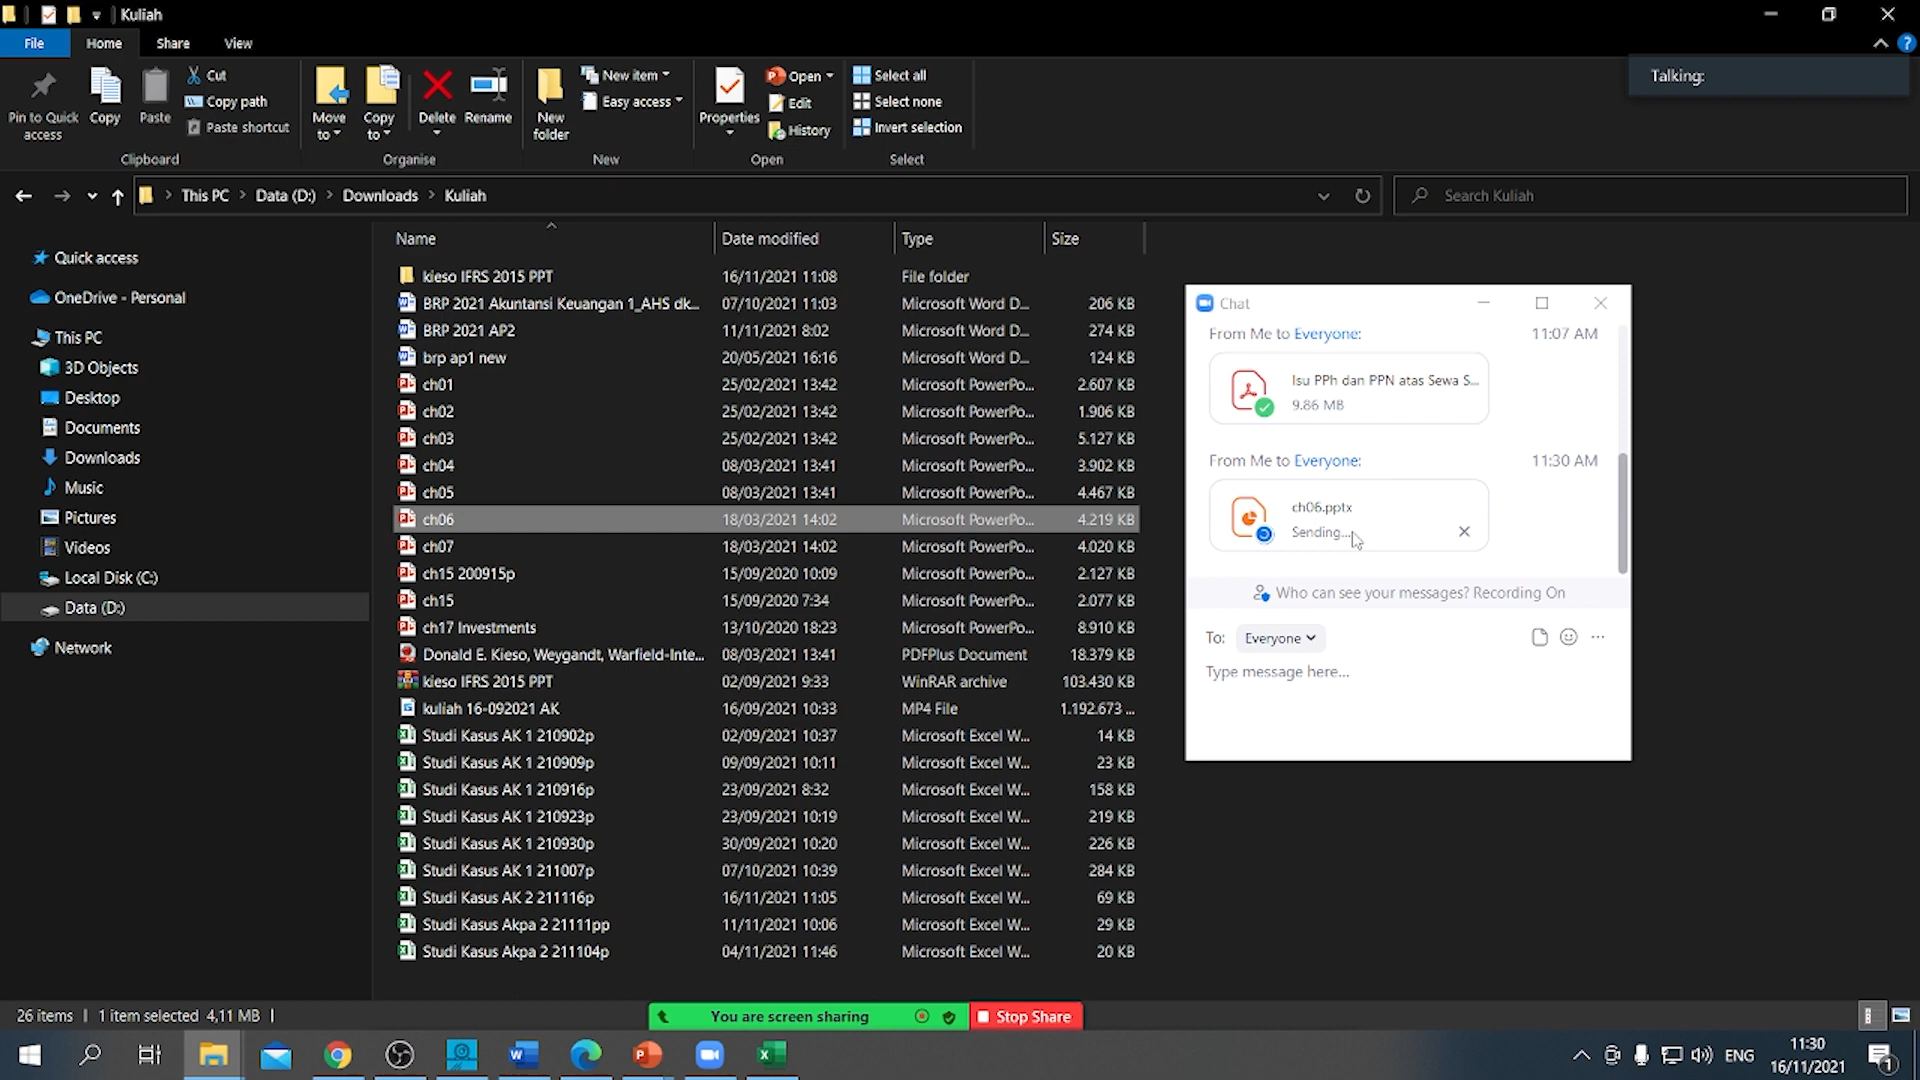 Kuliah
File Home Share View
Talking:
Pin to Quick access
Copy
Paste
Cut
Copy path
Paste shortcut
Clipboard
Move to
Copy to
Delete
Rename
Organise
New folder
New item
Easy access
New
Properties
Open
Edit
History
Open
Select all
Select none
Invert selection
Select
This PC > Data (D:) > Downloads > Kuliah
Search Kuliah
Quick access
OneDrive - Personal
This PC
3D Objects
Desktop
Documents
Downloads
Music
Pictures
Videos
Local Disk (C:)
Data (D:)
Network
Name Date modified Type Size
kieso IFRS 2015 PPT 16/11/2021 11:08 File folder
BRP 2021 Akuntansi Keuangan 1_AHS dk... 07/10/2021 11:03 Microsoft Word D... 206 KB
BRP 2021 AP2 11/11/2021 8:02 Microsoft Word D... 274 KB
brp ap1 new 20/05/2021 16:16 Microsoft Word D... 124 KB
ch01 25/02/2021 13:42 Microsoft PowerPo... 2.607 KB
ch02 25/02/2021 13:42 Microsoft PowerPo... 1.906 KB
ch03 25/02/2021 13:42 Microsoft PowerPo... 5.127 KB
ch04 08/03/2021 13:41 Microsoft PowerPo... 3.902 KB
ch05 08/03/2021 13:41 Microsoft PowerPo... 4.467 KB
ch06 18/03/2021 14:02 Microsoft PowerPo... 4.219 KB
ch07 18/03/2021 14:02 Microsoft PowerPo... 4.020 KB
ch15 200915p 15/09/2020 10:09 Microsoft PowerPo... 2.127 KB
ch15 15/09/2020 7:34 Microsoft PowerPo... 2.077 KB
ch17 Investments 13/10/2020 18:23 Microsoft PowerPo... 8.910 KB
Donald E. Kieso, Weygandt, Warfield-Inte... 08/03/2021 13:41 PDFPlus Document 18.379 KB
kieso IFRS 2015 PPT 02/09/2021 9:33 WinRAR archive 103.430 KB
kuliah 16-092021 AK 16/09/2021 10:33 MP4 File 1.192.673 ...
Studi Kasus AK 1 210902p 02/09/2021 10:37 Microsoft Excel W... 14 KB
Studi Kasus AK 1 210909p 09/09/2021 10:11 Microsoft Excel W... 23 KB
Studi Kasus AK 1 210916p 23/09/2021 8:32 Microsoft Excel W... 158 KB
Studi Kasus AK 1 210923p 23/09/2021 10:19 Microsoft Excel W... 219 KB
Studi Kasus AK 1 210930p 30/09/2021 10:20 Microsoft Excel W... 226 KB
Studi Kasus AK 1 211007p 07/10/2021 10:39 Microsoft Excel W... 284 KB
Studi Kasus AK 2 211116p 16/11/2021 11:05 Microsoft Excel W... 69 KB
Studi Kasus Akpa 2 21111pp 11/11/2021 10:06 Microsoft Excel W... 29 KB
Studi Kasus Akpa 2 211104p 04/11/2021 11:46 Microsoft Excel W... 20 KB
Chat
From Me to Everyone: 11:07 AM
Isu PPh dan PPN atas Sewa S...
9.86 MB
From Me to Everyone: 11:30 AM
ch06.pptx
Sending...
Who can see your messages? Recording On
To: Everyone
Type message here...
26 items 1 item selected 4,11 MB
You are screen sharing
Stop Share
ENG
11:30
16/11/2021
1